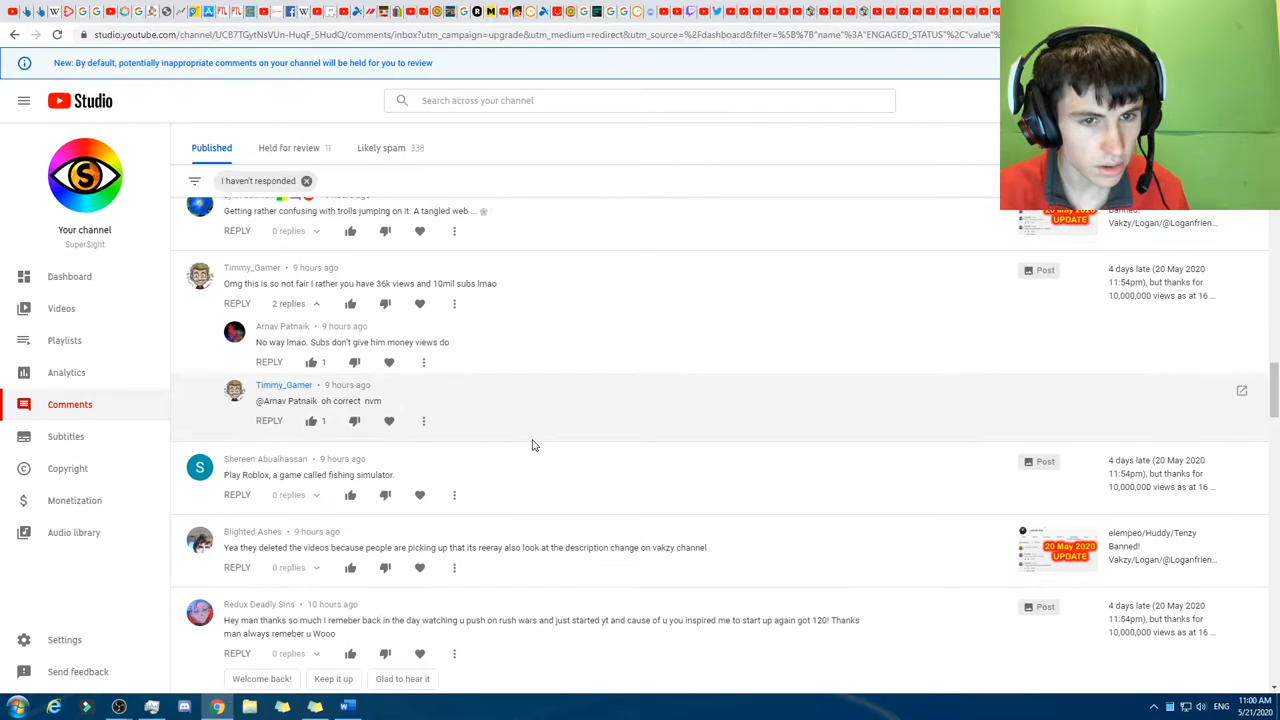 studio.youtube.com/channel/UCB7TGytNsVUn-HuqF_5HudQ/comments/inbox?utm_campaign=upgrade&utm_medium=redirect&utm_source=%2Fdashboard&filter=%5B%7B"name"%3A"ENGAGED_STATUS"%2C"value"
New: By default, potentially inappropriate comments on your channel will be held for you to review
Studio
Search across your channel
Published
Held for review 11
Likely spam 338
I haven't responded
Your channel
SuperSight
Dashboard
Videos
Playlists
Analytics
Comments
Subtitles
Copyright
Monetization
Audio library
Settings
Send feedback
Getting rather confusing with trolls jumping on it. A tangled web ...
REPLY 0 replies
20 May 2020
UPDATE
Banned!
Vakzy/Logan/@Loganfrien...
Timmy_Gamer • 9 hours ago
Omg this is so not fair I rather you have 36k views and 10mil subs lmao
REPLY 2 replies
Post
4 days late (20 May 2020
11:54pm), but thanks for
10,000,000 views as at 16 ...
Arnav Patnaik • 9 hours ago
No way lmao. Subs don't give him money views do
REPLY 1
Timmy_Gamer • 9 hours ago
@Arnav Patnaik oh correct nvm
REPLY 1
Shereen Abualhassan • 9 hours ago
Play Roblox, a game called fishing simulator.
REPLY 0 replies
Post
4 days late (20 May 2020
11:54pm), but thanks for
10,000,000 views as at 16 ...
Blighted Ashes • 9 hours ago
Yea they deleted the videos because people are picking up that its reeray also look at the description change on vakzy channel
REPLY 0 replies
20 May 2020
UPDATE
elempeo/Huddy/Tenzy
Banned!
Vakzy/Logan/@Loganfrien...
Redux Deadly Sins • 10 hours ago
Hey man thanks so much I remeber back in the day watching u push on rush wars and just started yt and cause of u you inspired me to start up again got 120! Thanks
man always remeber u Wooo
REPLY 0 replies
Welcome back! Keep it up Glad to hear it
Post
4 days late (20 May 2020
11:54pm), but thanks for
10,000,000 views as at 16 ...
ENG
11:00 AM
5/21/2020